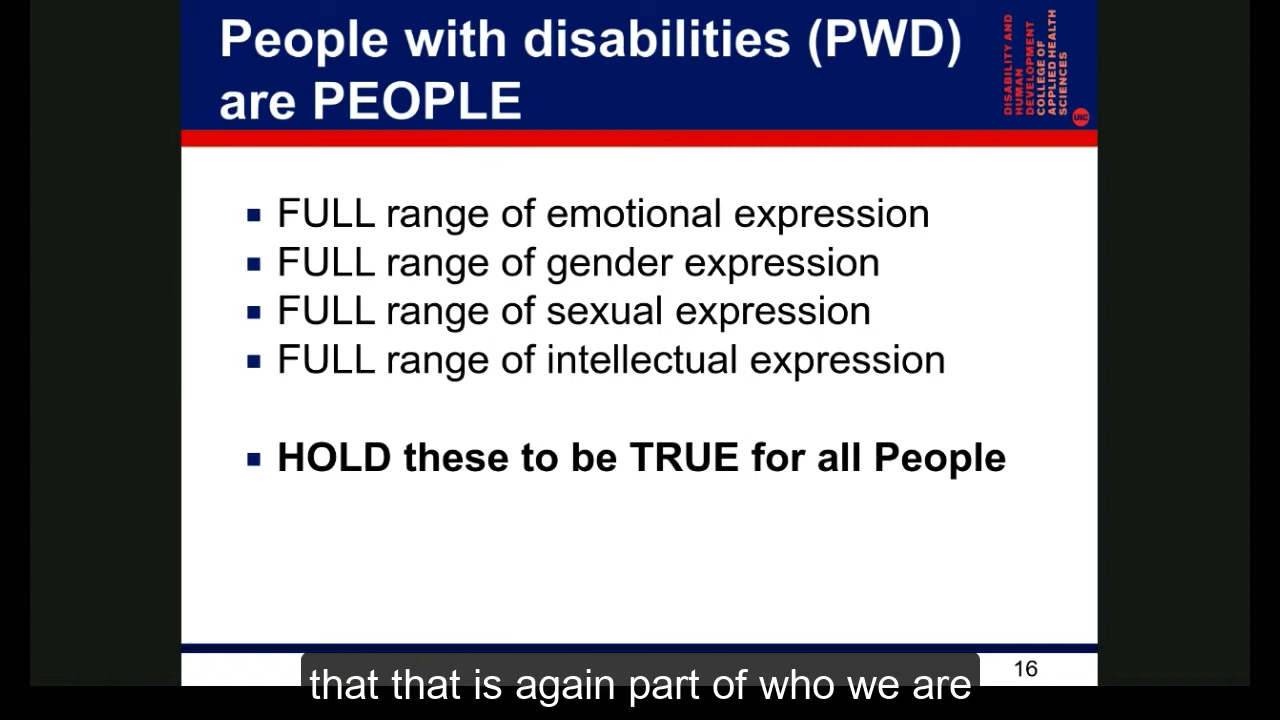 People with disabilities (PWD)
are PEOPLE
DISABILITY AND
HUMAN
DEVELOPMENT
COLLEGE OF
APPLIED HEALTH
SCIENCES
UIC
▪ FULL range of emotional expression
▪ FULL range of gender expression
▪ FULL range of sexual expression
▪ FULL range of intellectual expression
▪ HOLD these to be TRUE for all People
16
that that is again part of who we are